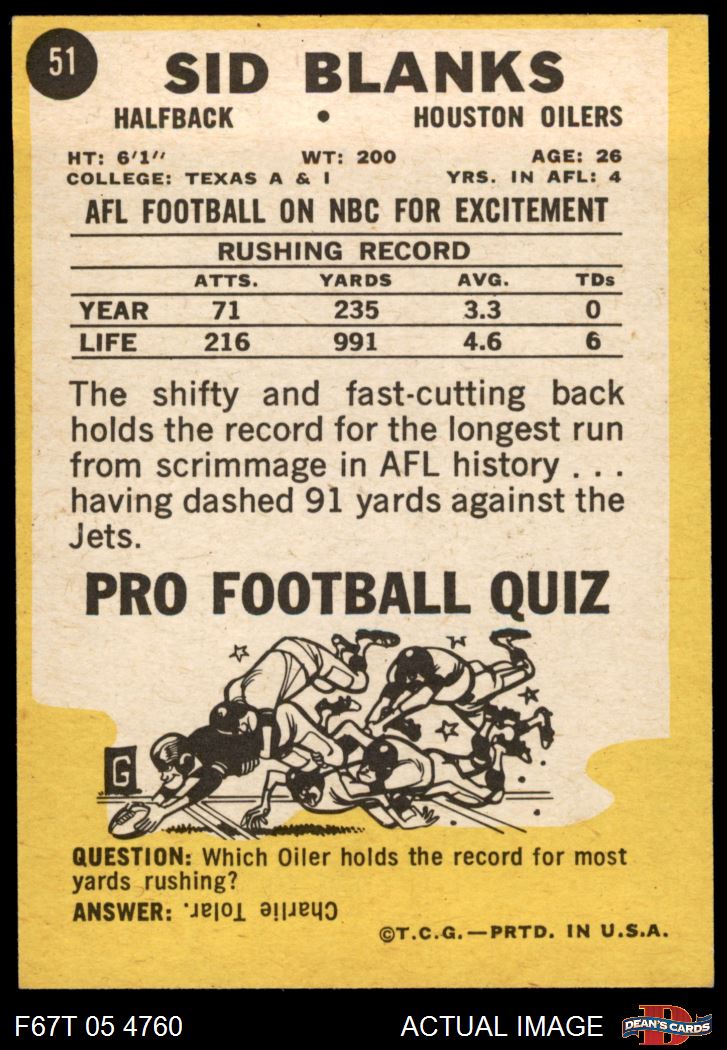 51
SID BLANKS
HALFBACK • HOUSTON OILERS
HT: 6'1" WT: 200 AGE: 26
COLLEGE: TEXAS A & I YRS. IN AFL: 4
AFL FOOTBALL ON NBC FOR EXCITEMENT
RUSHING RECORD
ATTS. YARDS AVG. TDs
YEAR 71 235 3.3 0
LIFE 216 991 4.6 6
The shifty and fast-cutting back
holds the record for the longest run
from scrimmage in AFL history . . .
having dashed 91 yards against the
Jets.
PRO FOOTBALL QUIZ
G
QUESTION: Which Oiler holds the record for most
yards rushing?
ANSWER: Charlie Tolar.
©T.C.G.—PRTD. IN U.S.A.
F67T 05 4760 ACTUAL IMAGE D DEAN'S CARDS